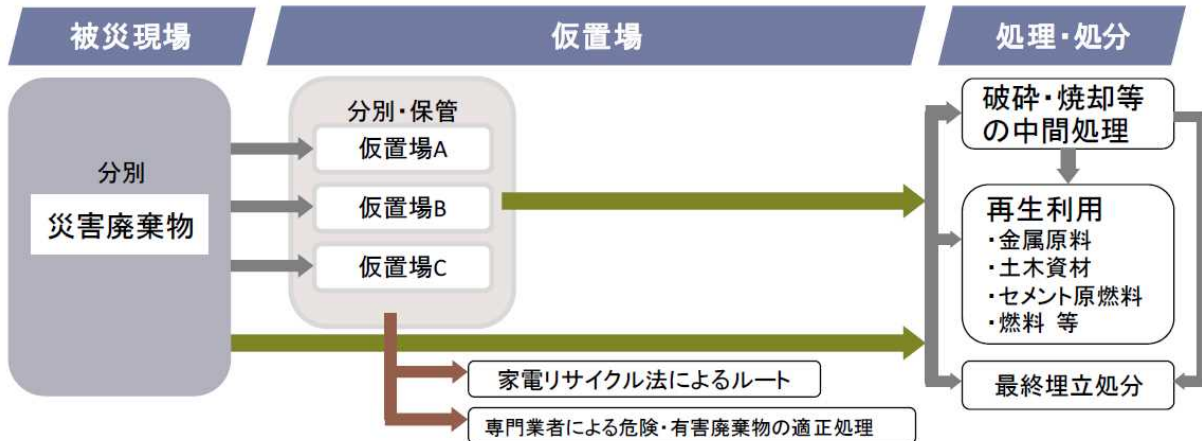 被災現場
仮置場
処理・処分
分別
災害廃棄物
分別・保管
仮置場A
仮置場B
仮置場C
家電リサイクル法によるルート
専門業者による危険・有害廃棄物の適正処理
破砕・焼却等
の中間処理
再生利用
・金属原料
・土木資材
・セメント原燃料
・燃料 等
最終埋立処分